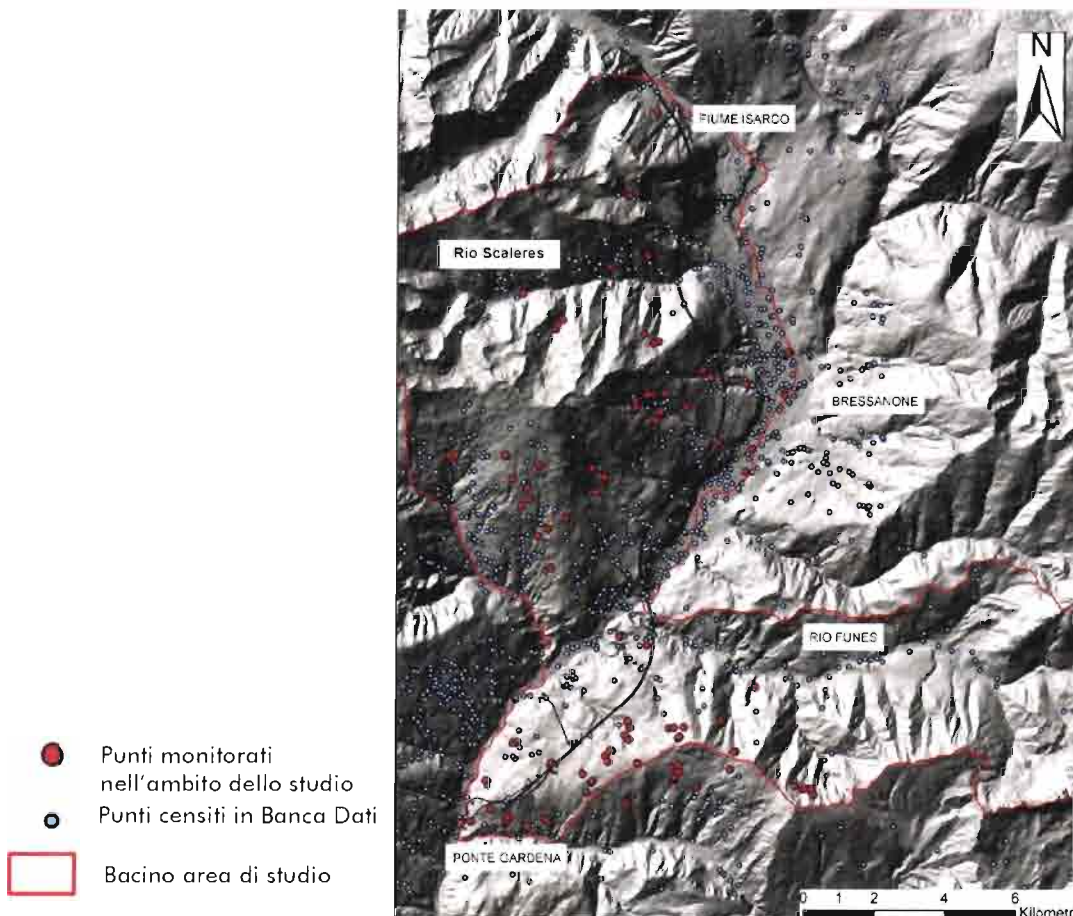 N
FIUME ISARCO
Rio Scaleres
BRESSANONE
RIO FUNES
PONTE GARDENA
0 1 2 4 6
Kilomet
Punti monitorati
nell'ambito dello studio
Punti censiti in Banca Dati
Bacino area di studio